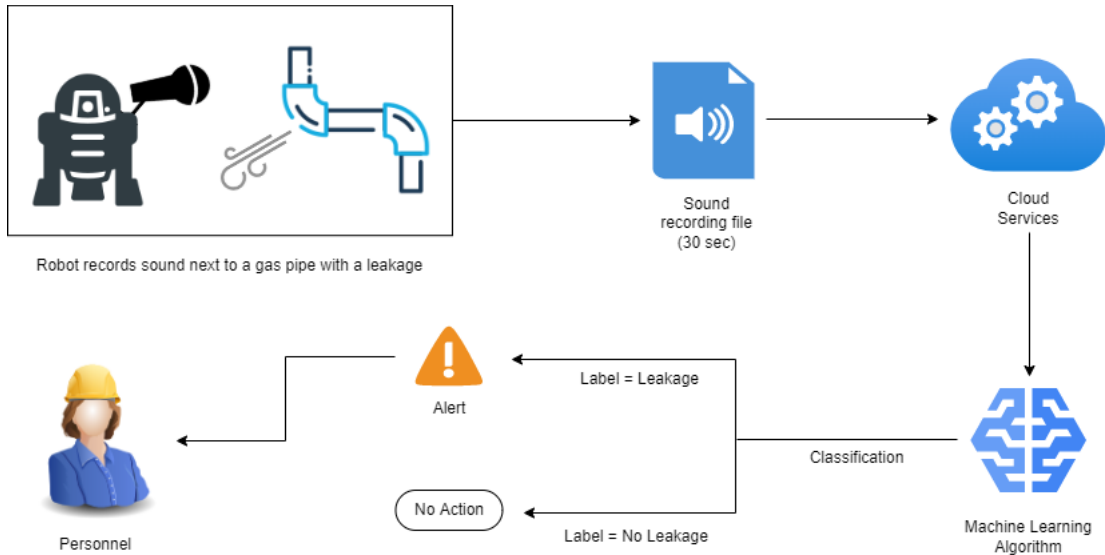 Robot records sound next to a gas pipe with a leakage
Sound
recording file
(30 sec)
Cloud
Services
Label = Leakage
Alert
Classification
No Action
Label = No Leakage
Personnel
Machine Learning
Algorithm